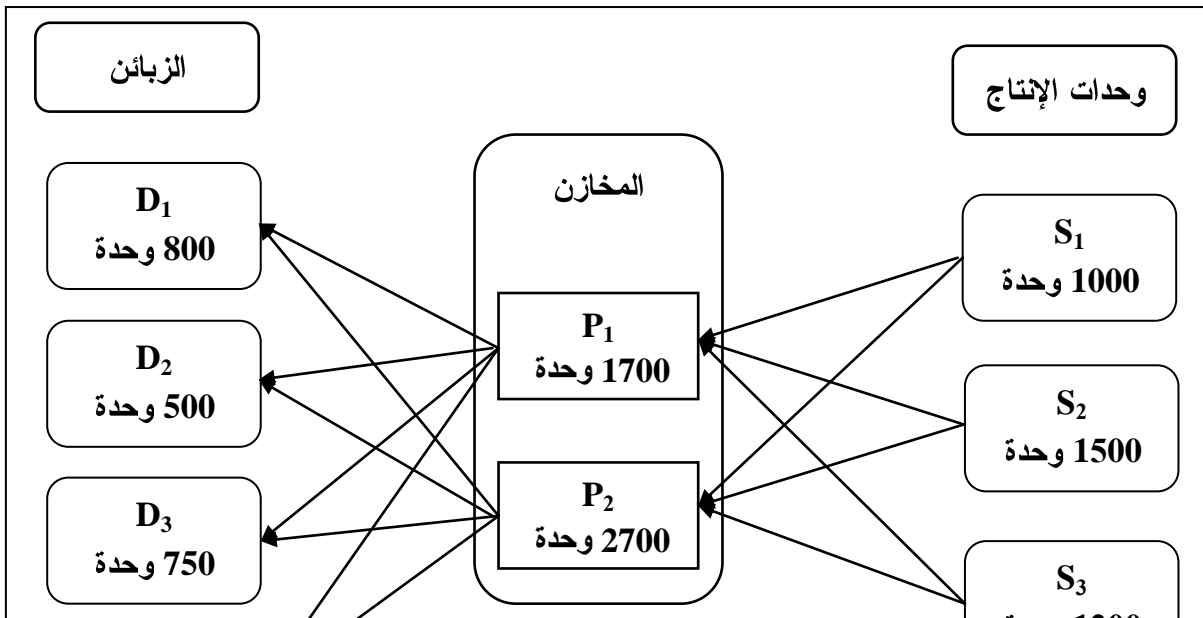 وحدات الإنتاج
الزبائن
المخازن
S₁
1000 وحدة
S₂
1500 وحدة
S₃
P₁
1700 وحدة
P₂
2700 وحدة
D₁
800 وحدة
D₂
500 وحدة
D₃
750 وحدة